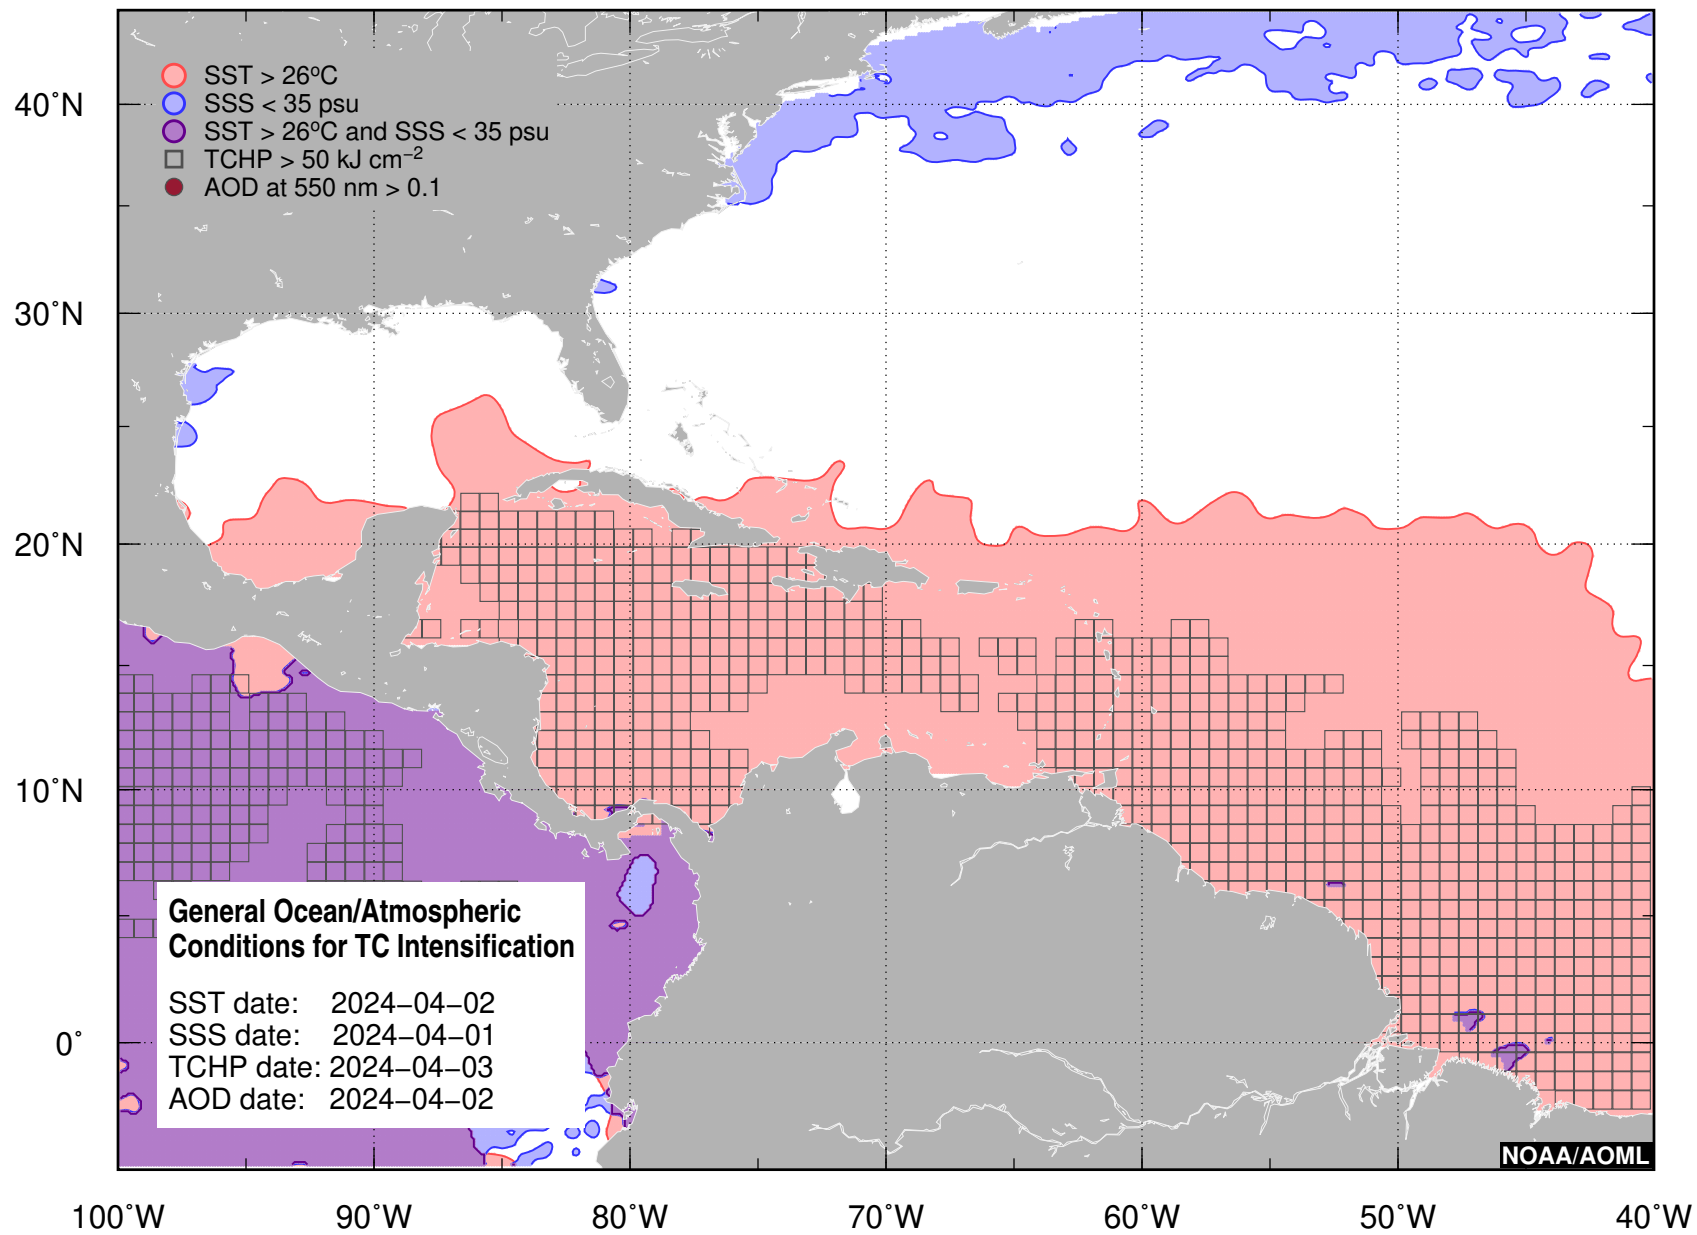 SST > 26ºC
SSS < 35 psu
SST > 26ºC and SSS < 35 psu
TCHP > 50 kJ cm⁻²
AOD at 550 nm > 0.1
40˚N
30˚N
20˚N
10˚N
0˚
General Ocean/Atmospheric
Conditions for TC Intensification
SST date: 2024−04−02
SSS date: 2024−04−01
TCHP date: 2024−04−03
AOD date: 2024−04−02
NOAA/AOML
100˚W 90˚W 80˚W 70˚W 60˚W 50˚W 40˚W